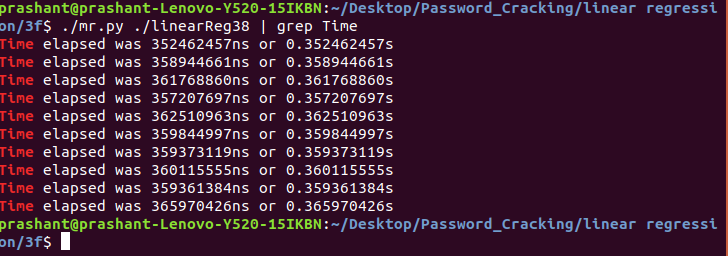 prashant@prashant-Lenovo-Y520-15IKBN:~/Desktop/Password_Cracking/linear regressi
on/3f$ ./mr.py ./linearReg38 | grep Time
Time elapsed was 352462457ns or 0.352462457s
Time elapsed was 358944661ns or 0.358944661s
Time elapsed was 361768860ns or 0.361768860s
Time elapsed was 357207697ns or 0.357207697s
Time elapsed was 362510963ns or 0.362510963s
Time elapsed was 359844997ns or 0.359844997s
Time elapsed was 359373119ns or 0.359373119s
Time elapsed was 360115555ns or 0.360115555s
Time elapsed was 359361384ns or 0.359361384s
Time elapsed was 365970426ns or 0.365970426s
prashant@prashant-Lenovo-Y520-15IKBN:~/Desktop/Password_Cracking/linear regressi
on/3f$